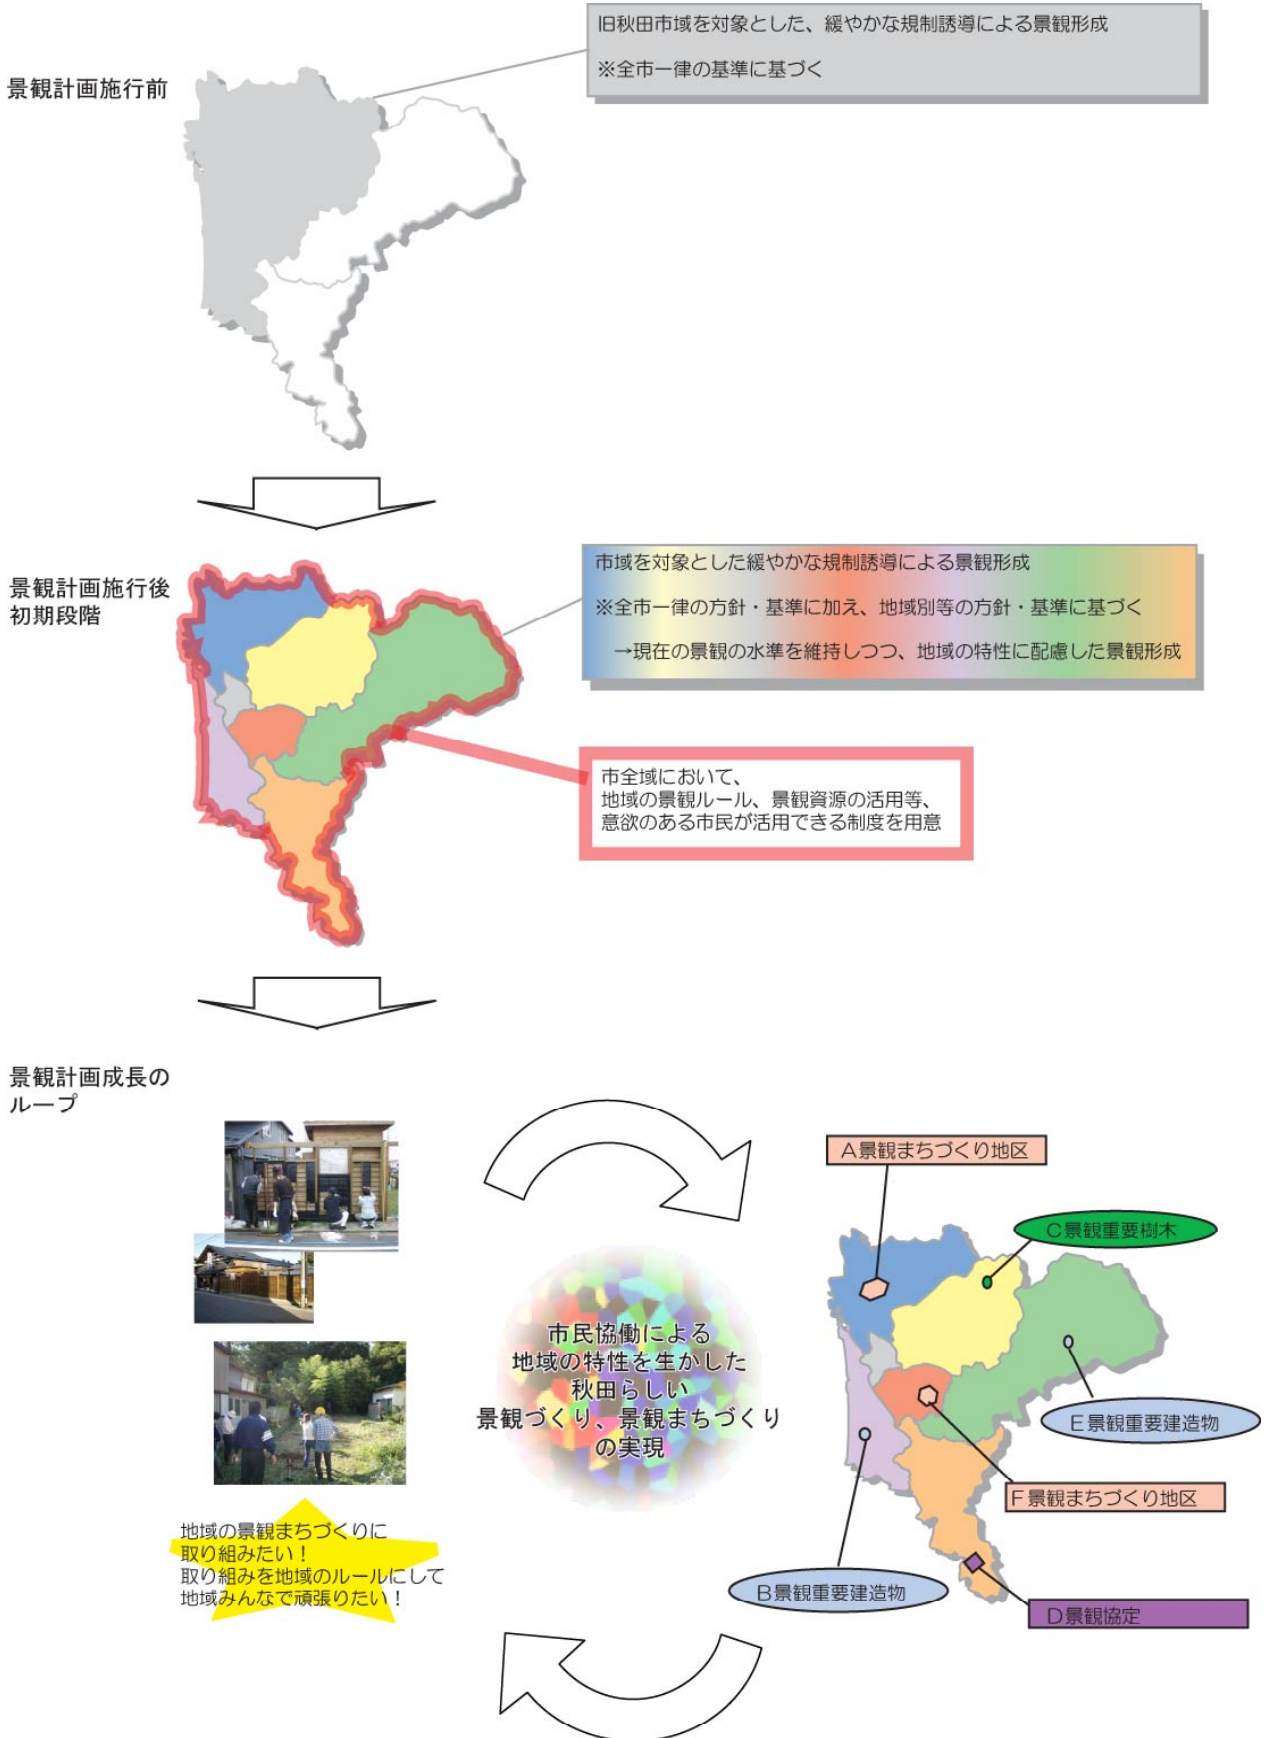 旧秋田市域を対象とした、緩やかな規制誘導による景観形成
※全市一律の基準に基づく
景観計画施行前
景観計画施行後
初期段階
市域を対象とした緩やかな規制誘導による景観形成
※全市一律の方針・基準に加え、地域別等の方針・基準に基づく
→現在の景観の水準を維持しつつ、地域の特性に配慮した景観形成
市全域において、
地域の景観ルール、景観資源の活用等、
意欲のある市民が活用できる制度を用意
景観計画成長の
ループ
A景観まちづくり地区
C景観重要樹木
市民協働による
地域の特性を生かした
秋田らしい
景観づくり、景観まちづくり
の実現
E景観重要建造物
F景観まちづくり地区
地域の景観まちづくりに
取り組みたい！
取り組みを地域のルールにして
地域みんなで頑張りたい！
B景観重要建造物
D景観協定